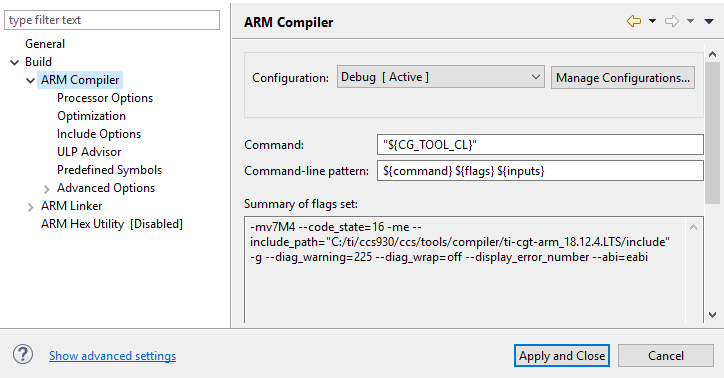 type filter text
General
Build
ARM Compiler
Processor Options
Optimization
Include Options
ULP Advisor
Predefined Symbols
Advanced Options
ARM Linker
ARM Hex Utility [Disabled]
ARM Compiler
Configuration: Debug [ Active ] Manage Configurations...
Command: "${CG_TOOL_CL}"
Command-line pattern: ${command} ${flags} ${inputs}
Summary of flags set:
-mv7M4 --code_state=16 -me --
include_path="C:/ti/ccs930/ccs/tools/compiler/ti-cgt-arm_18.12.4.LTS/include"
-g --diag_warning=225 --diag_wrap=off --display_error_number --abi=eabi
? Show advanced settings Apply and Close Cancel